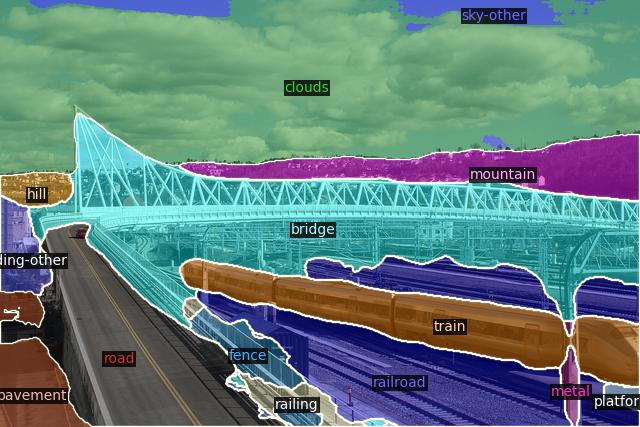 sky-other
clouds
mountain
hill
bridge
ding-other
train
road
fence
railroad
metal
pavement
railing
platfor